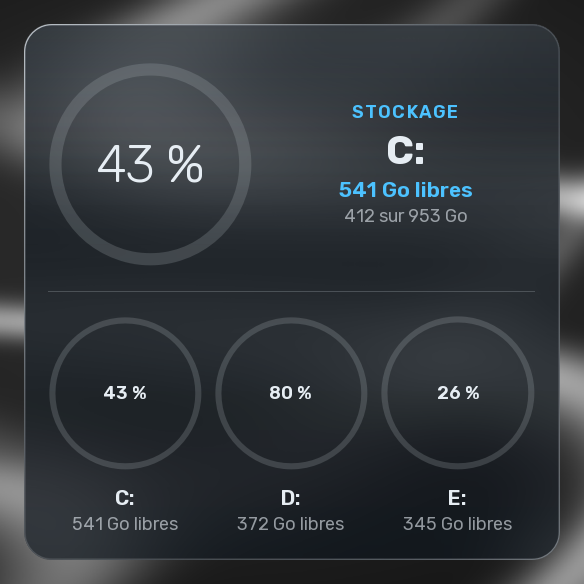 43 %
STOCKAGE
C:
541 Go libres
412 sur 953 Go
43 %
80 %
26 %
C:
D:
E:
541 Go libres
372 Go libres
345 Go libres